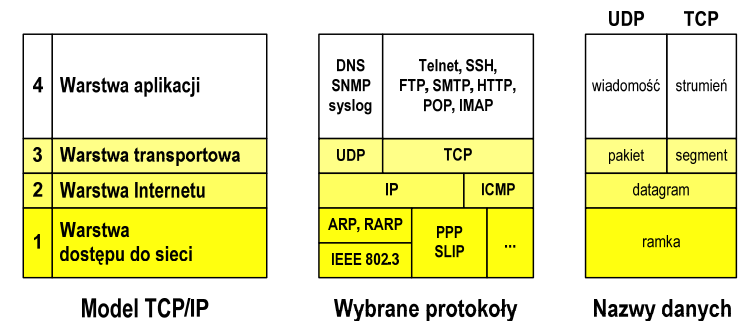 UDP TCP
4 Warstwa aplikacji
3 Warstwa transportowa
2 Warstwa Internetu
1 Warstwa
dostępu do sieci
Model TCP/IP
DNS
SNMP
syslog
Telnet, SSH,
FTP, SMTP, HTTP,
POP, IMAP
UDP TCP
IP ICMP
ARP, RARP
IEEE 802.3
PPP
SLIP
...
Wybrane protokoły
wiadomość strumień
pakiet segment
datagram
ramka
Nazwy danych